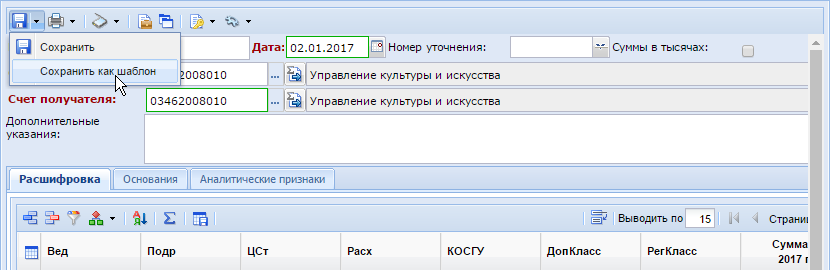 Сохранить
Сохранить как шаблон
Дата: 02.01.2017 Номер уточнения: Суммы в тысячах:
2008010 ... Управление культуры и искусства
Счет получателя: 03462008010 ... Управление культуры и искусства
Дополнительные
указания:
Расшифровка Основания Аналитические признаки
Выводить по 15 Страниц
Вед Подр ЦСт Расх КОСГУ ДопКласс РегКласс Сумма
2017 г